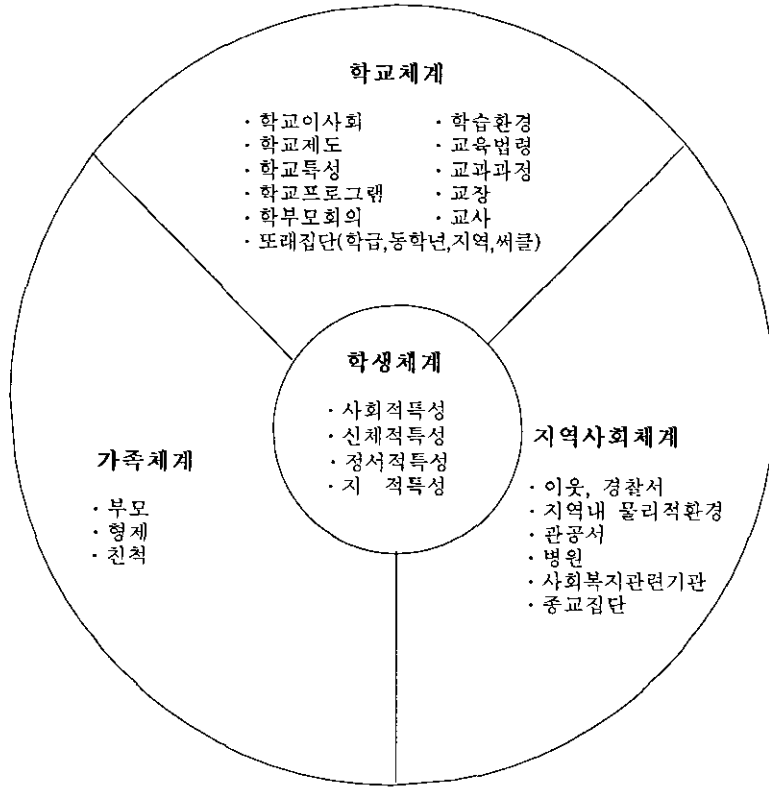 학교체계
· 학교이사회 · 학습환경
· 학교제도 · 교육법령
· 학교특성 · 교과과정
· 학교프로그램 · 교장
· 학부모회의 · 교사
· 또래집단(학급,동학년,지역,써클)
학생체계
· 사회적특성
· 신체적특성
· 정서적특성
· 지 적특성
가족체계
· 부모
· 형제
· 친척
지역사회체계
· 이웃, 경찰서
· 지역내 물리적환경
· 관공서
· 병원
· 사회복지관련기관
· 종교집단